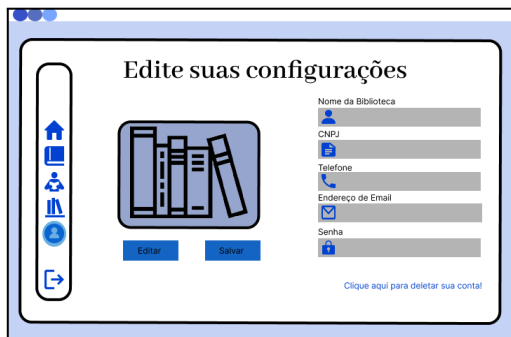 Edite suas configurações
Nome da Biblioteca
CNPJ
Telefone
Endereço de Email
Senha
Editar
Salvar
Clique aqui para deletar sua conta!